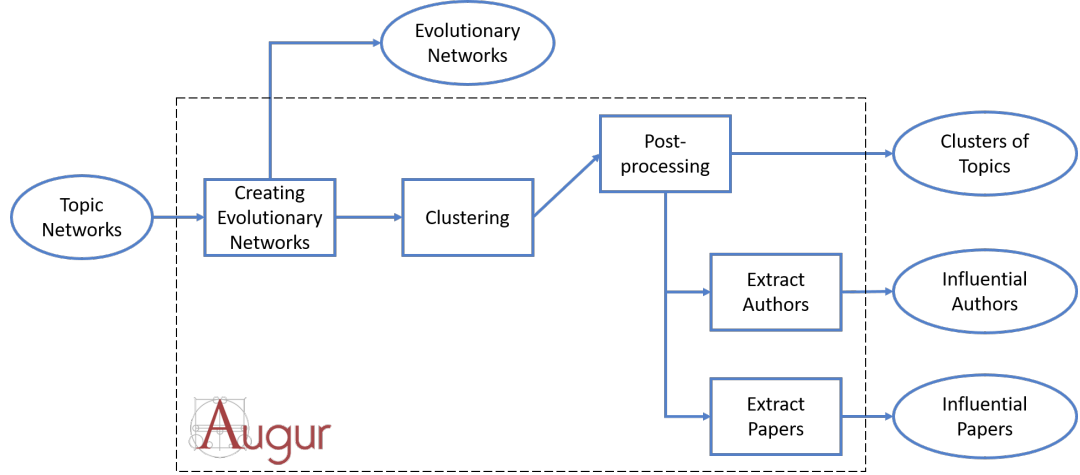 Evolutionary
Networks
Post-
processing
Clusters of
Topics
Topic
Networks
Creating
Evolutionary
Networks
Clustering
Extract
Authors
Influential
Authors
Extract
Papers
Influential
Papers
Augur